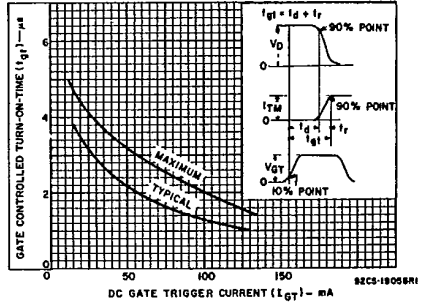 GATE CONTROLLED TURN-ON-TIME (tgt)—μs
6
4
2
0
50
100
150
DC GATE TRIGGER CURRENT (IGT)— mA
MAXIMUM
TYPICAL
tgt = td + tr
90% POINT
VD
0
ITM
90% POINT
0
td
tr
tgt
VGT
0
10% POINT
92CS-19056R1